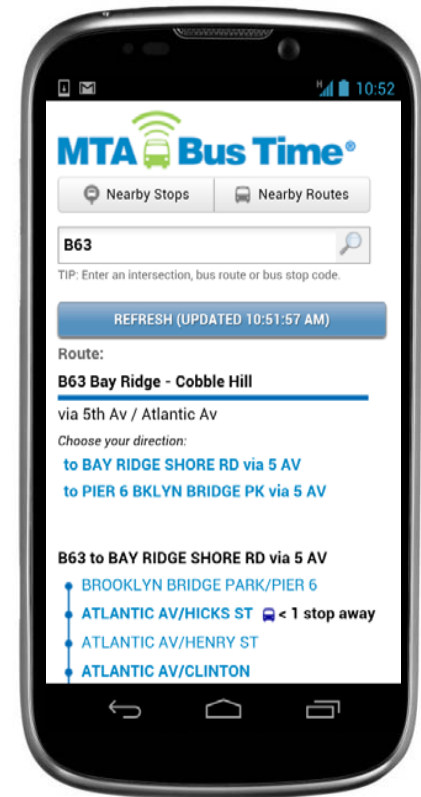 H
10:52
MTA Bus Time®
Nearby Stops
Nearby Routes
B63
TIP: Enter an intersection, bus route or bus stop code.
REFRESH (UPDATED 10:51:57 AM)
Route:
B63 Bay Ridge - Cobble Hill
via 5th Av / Atlantic Av
Choose your direction:
to BAY RIDGE SHORE RD via 5 AV
to PIER 6 BKLYN BRIDGE PK via 5 AV
B63 to BAY RIDGE SHORE RD via 5 AV
BROOKLYN BRIDGE PARK/PIER 6
ATLANTIC AV/HICKS ST < 1 stop away
ATLANTIC AV/HENRY ST
ATLANTIC AV/CLINTON